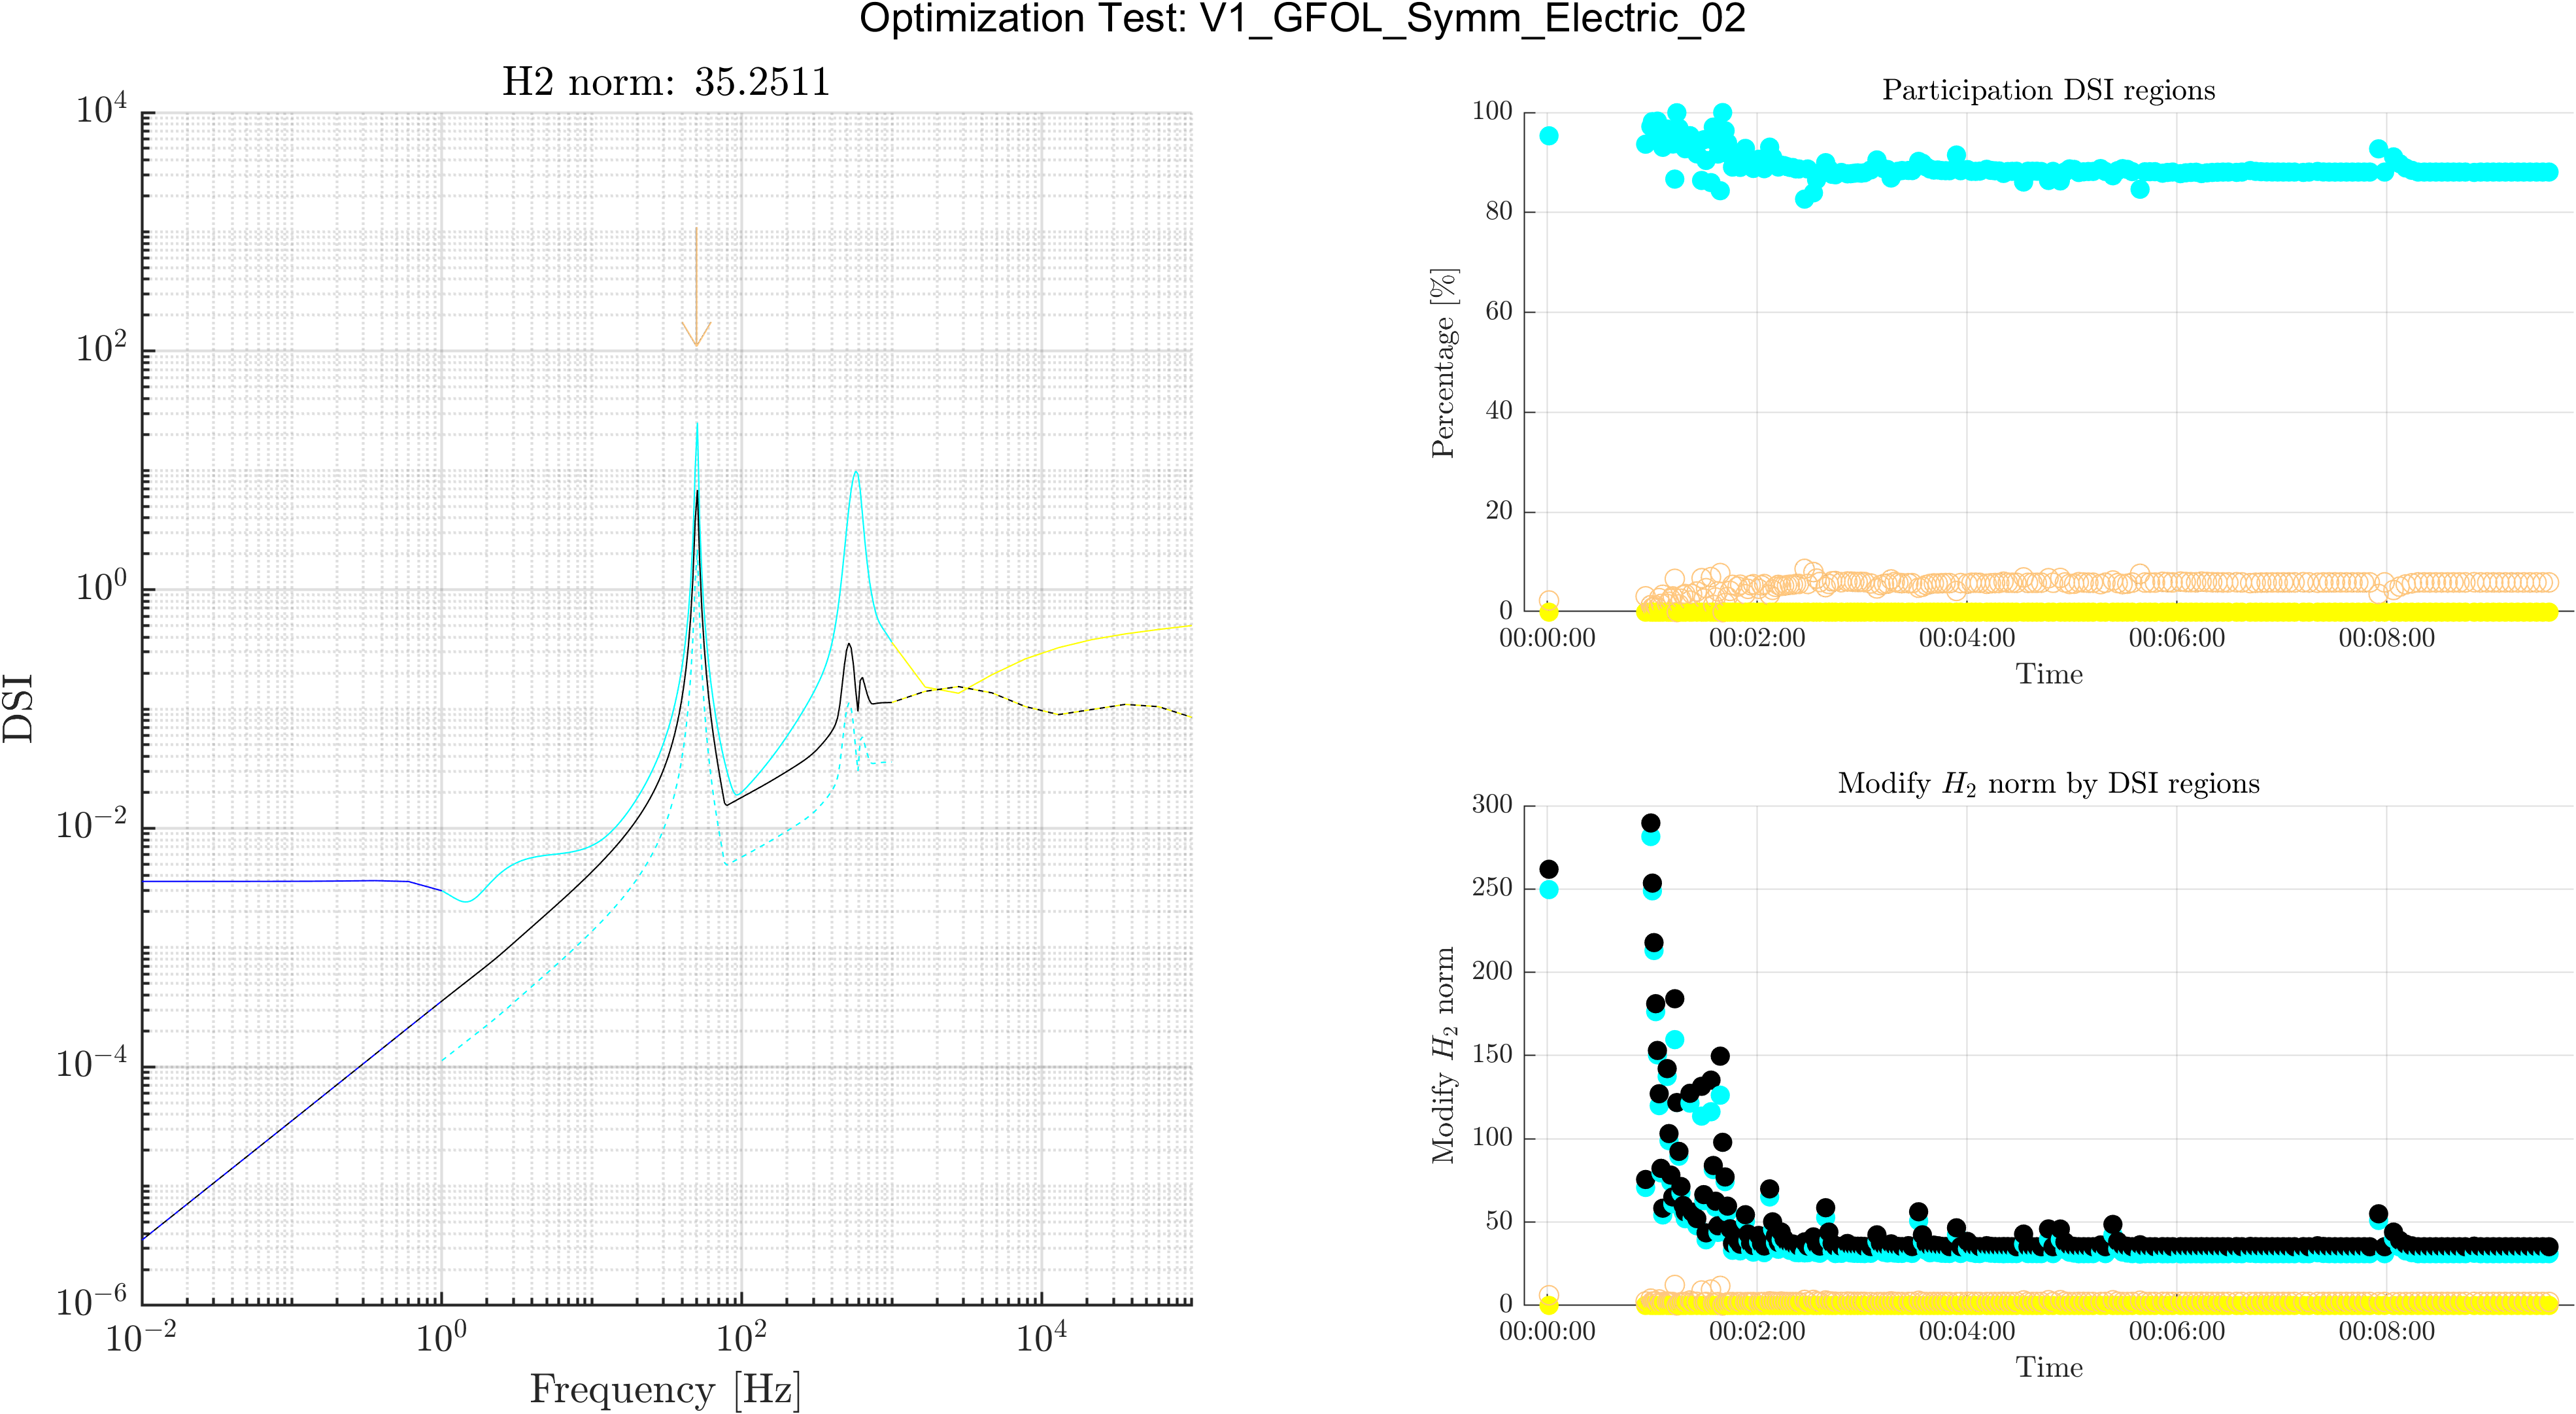 Optimization Test: V1_GFOL_Symm_Electric_02
H2 norm: 35.2511
10^4
10^2
10^0
10^-2
10^-4
10^-6
DSI
10^-2 10^0 10^2 10^4
Frequency [Hz]
Participation DSI regions
100
80
60
40
20
0
Percentage [%]
00:00:00 00:02:00 00:04:00 00:06:00 00:08:00
Time
Modify H_2 norm by DSI regions
300
250
200
150
100
50
0
Modify H_2 norm
00:00:00 00:02:00 00:04:00 00:06:00 00:08:00
Time